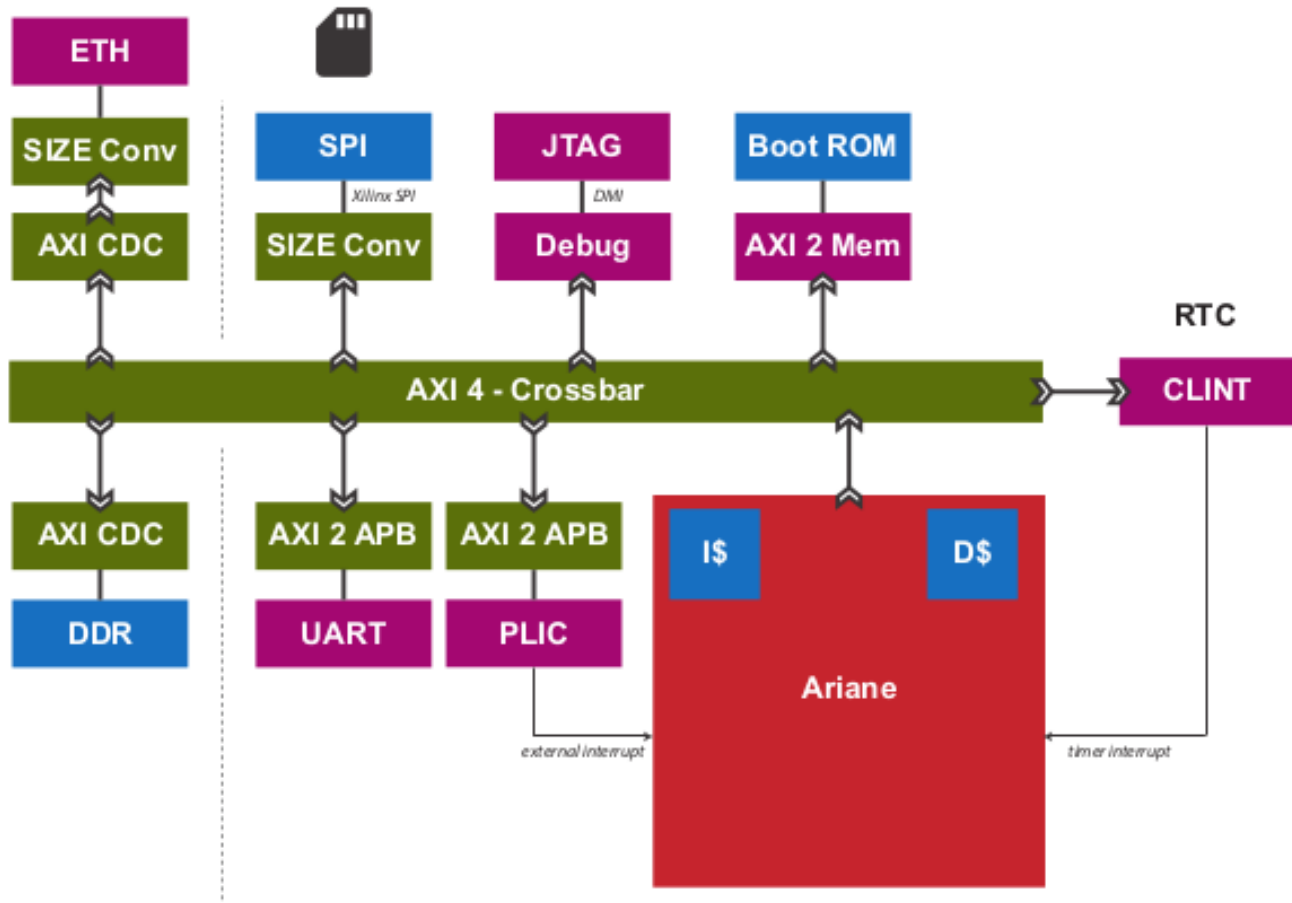 ETH
SIZE Conv
SPI
JTAG
Boot ROM
Xilinx SPI
DMI
AXI CDC
SIZE Conv
Debug
AXI 2 Mem
RTC
AXI 4 - Crossbar
CLINT
AXI CDC
AXI 2 APB
AXI 2 APB
I$
D$
DDR
UART
PLIC
Ariane
external interrupt
timer interrupt